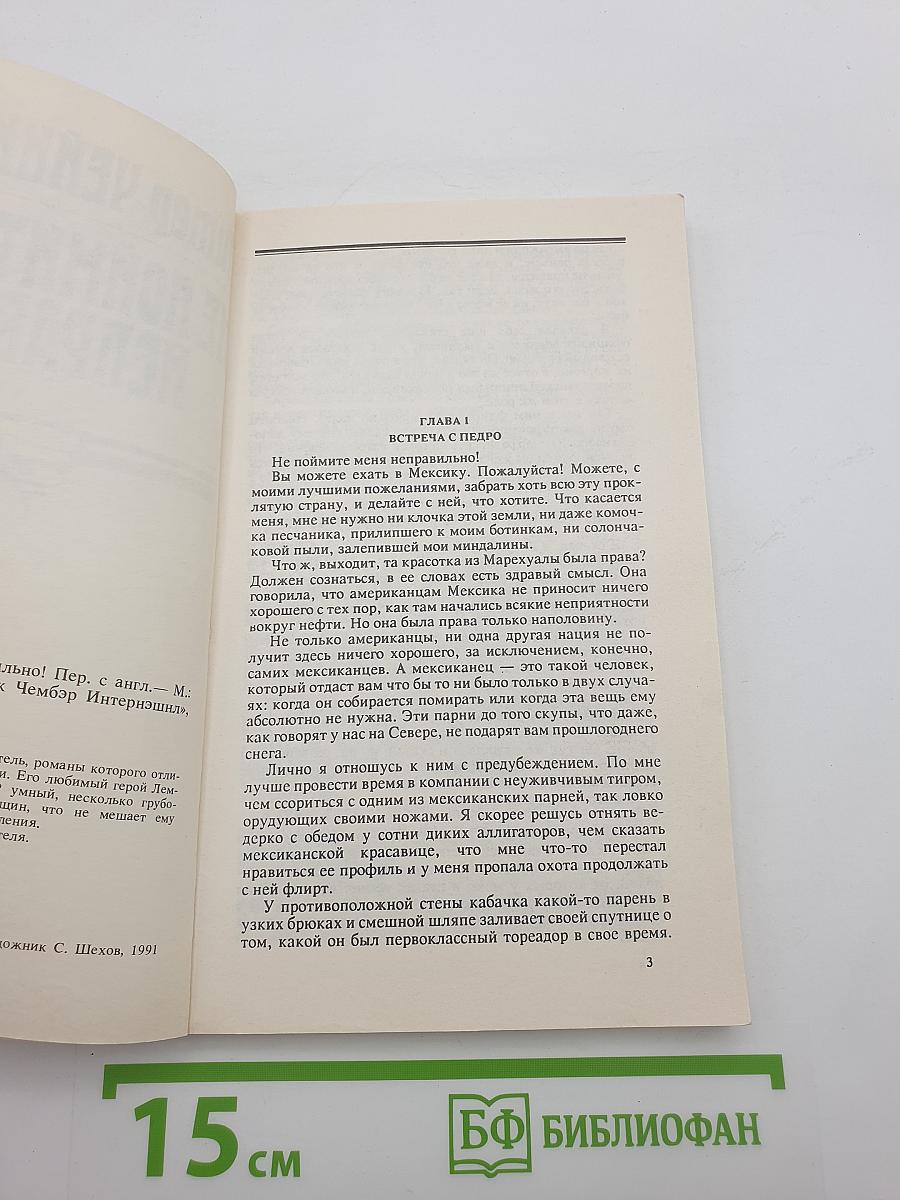 льно! Пер. с англ.— М.:
к Чембэр Интернэшнл»,
тель, романы которого отли-
и. Его любимый герой Лем-
умный, несколько грубо-
щин, что не мешает ему
ления.
теля.
дожник С. Шехов, 1991
ГЛАВА 1
ВСТРЕЧА С ПЕДРО
Не поймите меня неправильно!
Вы можете ехать в Мексику. Пожалуйста! Можете, с
моими лучшими пожеланиями, забрать хоть всю эту прок-
лятую страну, и делайте с ней, что хотите. Что касается
меня, мне не нужно ни клочка этой земли, ни даже комоч-
ка песчаника, прилипшего к моим ботинкам, ни солонча-
ковой пыли, залепившей мои миндалины.
Что ж, выходит, та красотка из Марехуалы была права?
Должен сознаться, в ее словах есть здравый смысл. Она
говорила, что американцам Мексика не приносит ничего
хорошего с тех пор, как там начались всякие неприятности
вокруг нефти. Но она была права только наполовину.
Не только американцы, ни одна другая нация не по-
лучит здесь ничего хорошего, за исключением, конечно,
самих мексиканцев. А мексиканец — это такой человек,
который отдаст вам что бы то ни было только в двух случа-
ях: когда он собирается помирать или когда эта вещь ему
абсолютно не нужна. Эти парни до того скупы, что даже,
как говорят у нас на Севере, не подарят вам прошлогоднего
снега.
Лично я отношусь к ним с предубеждением. По мне
лучше провести время в компании с неуживчивым тигром,
чем ссориться с одним из мексиканских парней, так ловко
орудующих своими ножами. Я скорее решусь отнять ве-
дерко с обедом у сотни диких аллигаторов, чем сказать
мексиканской красавице, что мне что-то перестал
нравиться ее профиль и у меня пропала охота продолжать
с ней флирт.
У противоположной стены кабачка какой-то парень в
узких брюках и смешной шляпе заливает своей спутнице о
том, какой он был первоклассный тореадор в свое время.
3
15 см
БФ БИБЛИОФАН